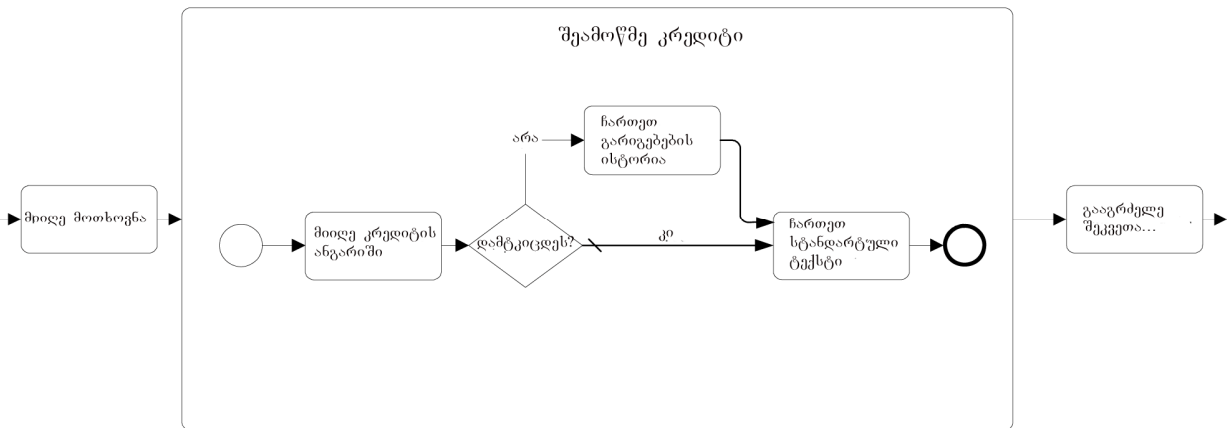 შეამოწმე კრედიტი
მიიღე მოთხოვნა
მიიღე კრედიტის
ანგარიში
დამტკიცდეს?
არა
ჩართეთ
გარიგებების
ისტორია
კი
ჩართეთ
სტანდარტული
ტექსტი
გააგრძელე
შეკვეთა...